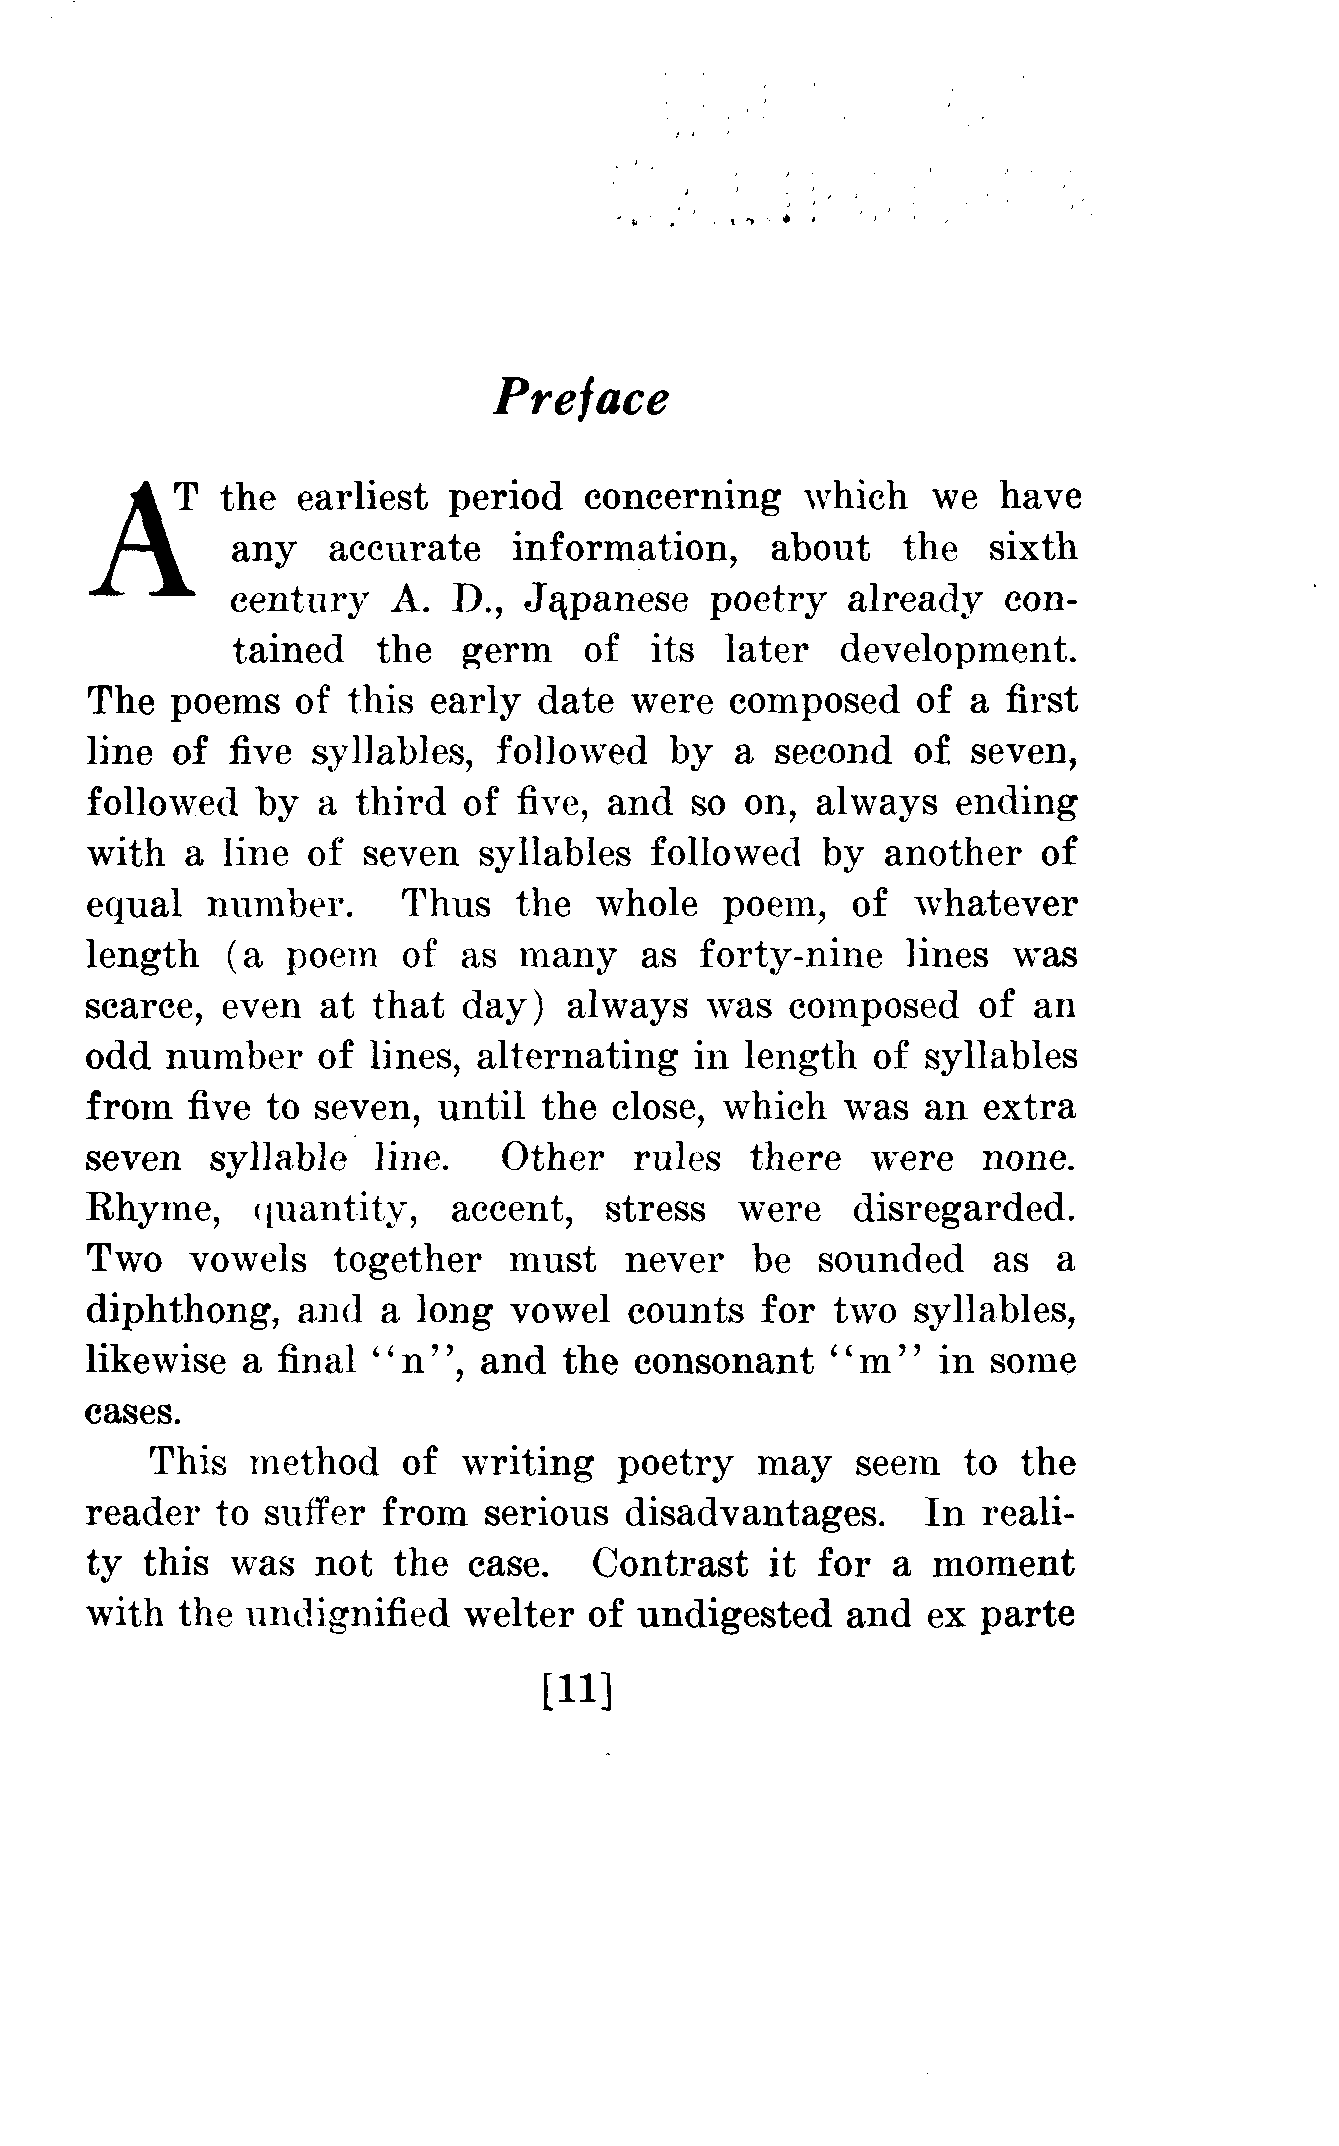 Preface
AT the earliest period concerning which we have
any accurate information, about the sixth
century A. D., Japanese poetry already con-
tained the germ of its later development.
The poems of this early date were composed of a first
line of five syllables, followed by a second of seven,
followed by a third of five, and so on, always ending
with a line of seven syllables followed by another of
equal number. Thus the whole poem, of whatever
length (a poem of as many as forty-nine lines was
scarce, even at that day) always was composed of an
odd number of lines, alternating in length of syllables
from five to seven, until the close, which was an extra
seven syllable line. Other rules there were none.
Rhyme, quantity, accent, stress were disregarded.
Two vowels together must never be sounded as a
diphthong, and a long vowel counts for two syllables,
likewise a final "n", and the consonant "m" in some
cases.
This method of writing poetry may seem to the
reader to suffer from serious disadvantages. In reali-
ty this was not the case. Contrast it for a moment
with the undignified welter of undigested and ex parte
[11]